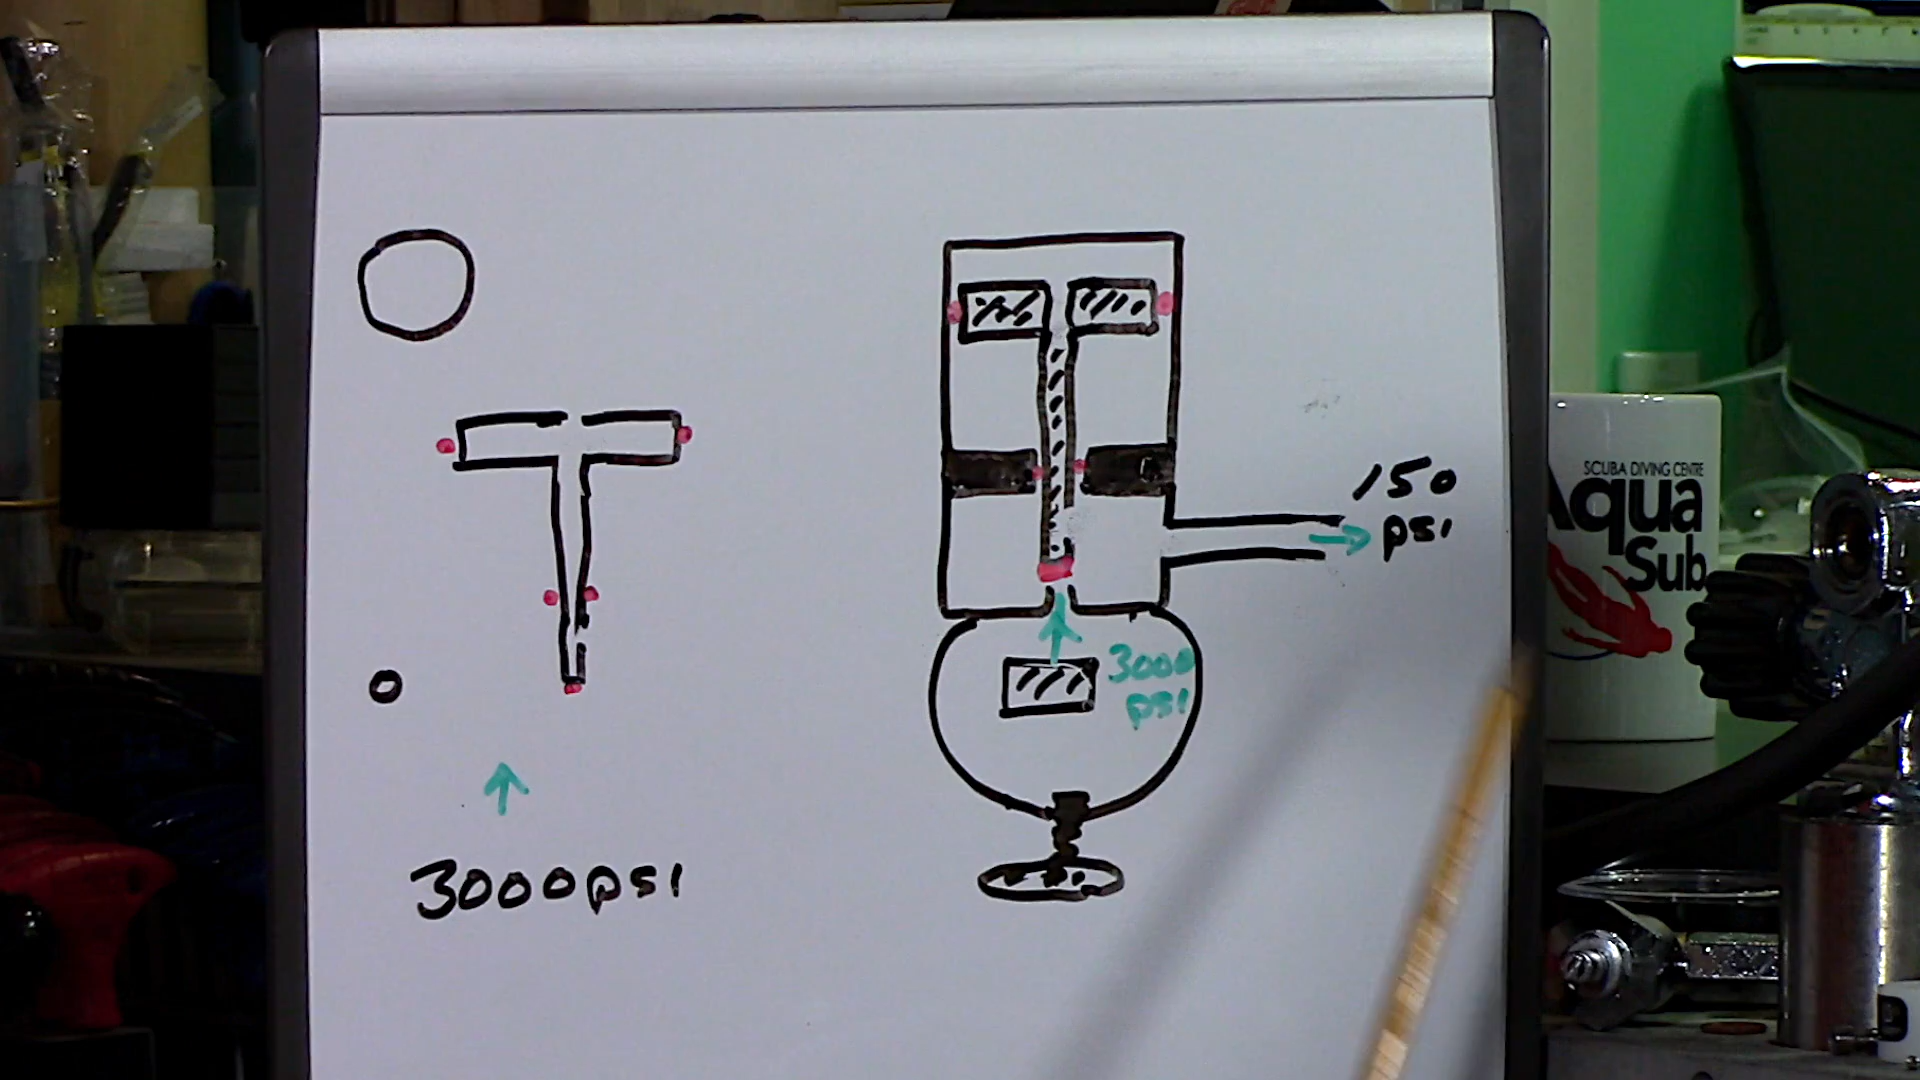 3000psi
150
psi
3000
psi
SCUBA DIVING CENTRE
Aqua
Sub